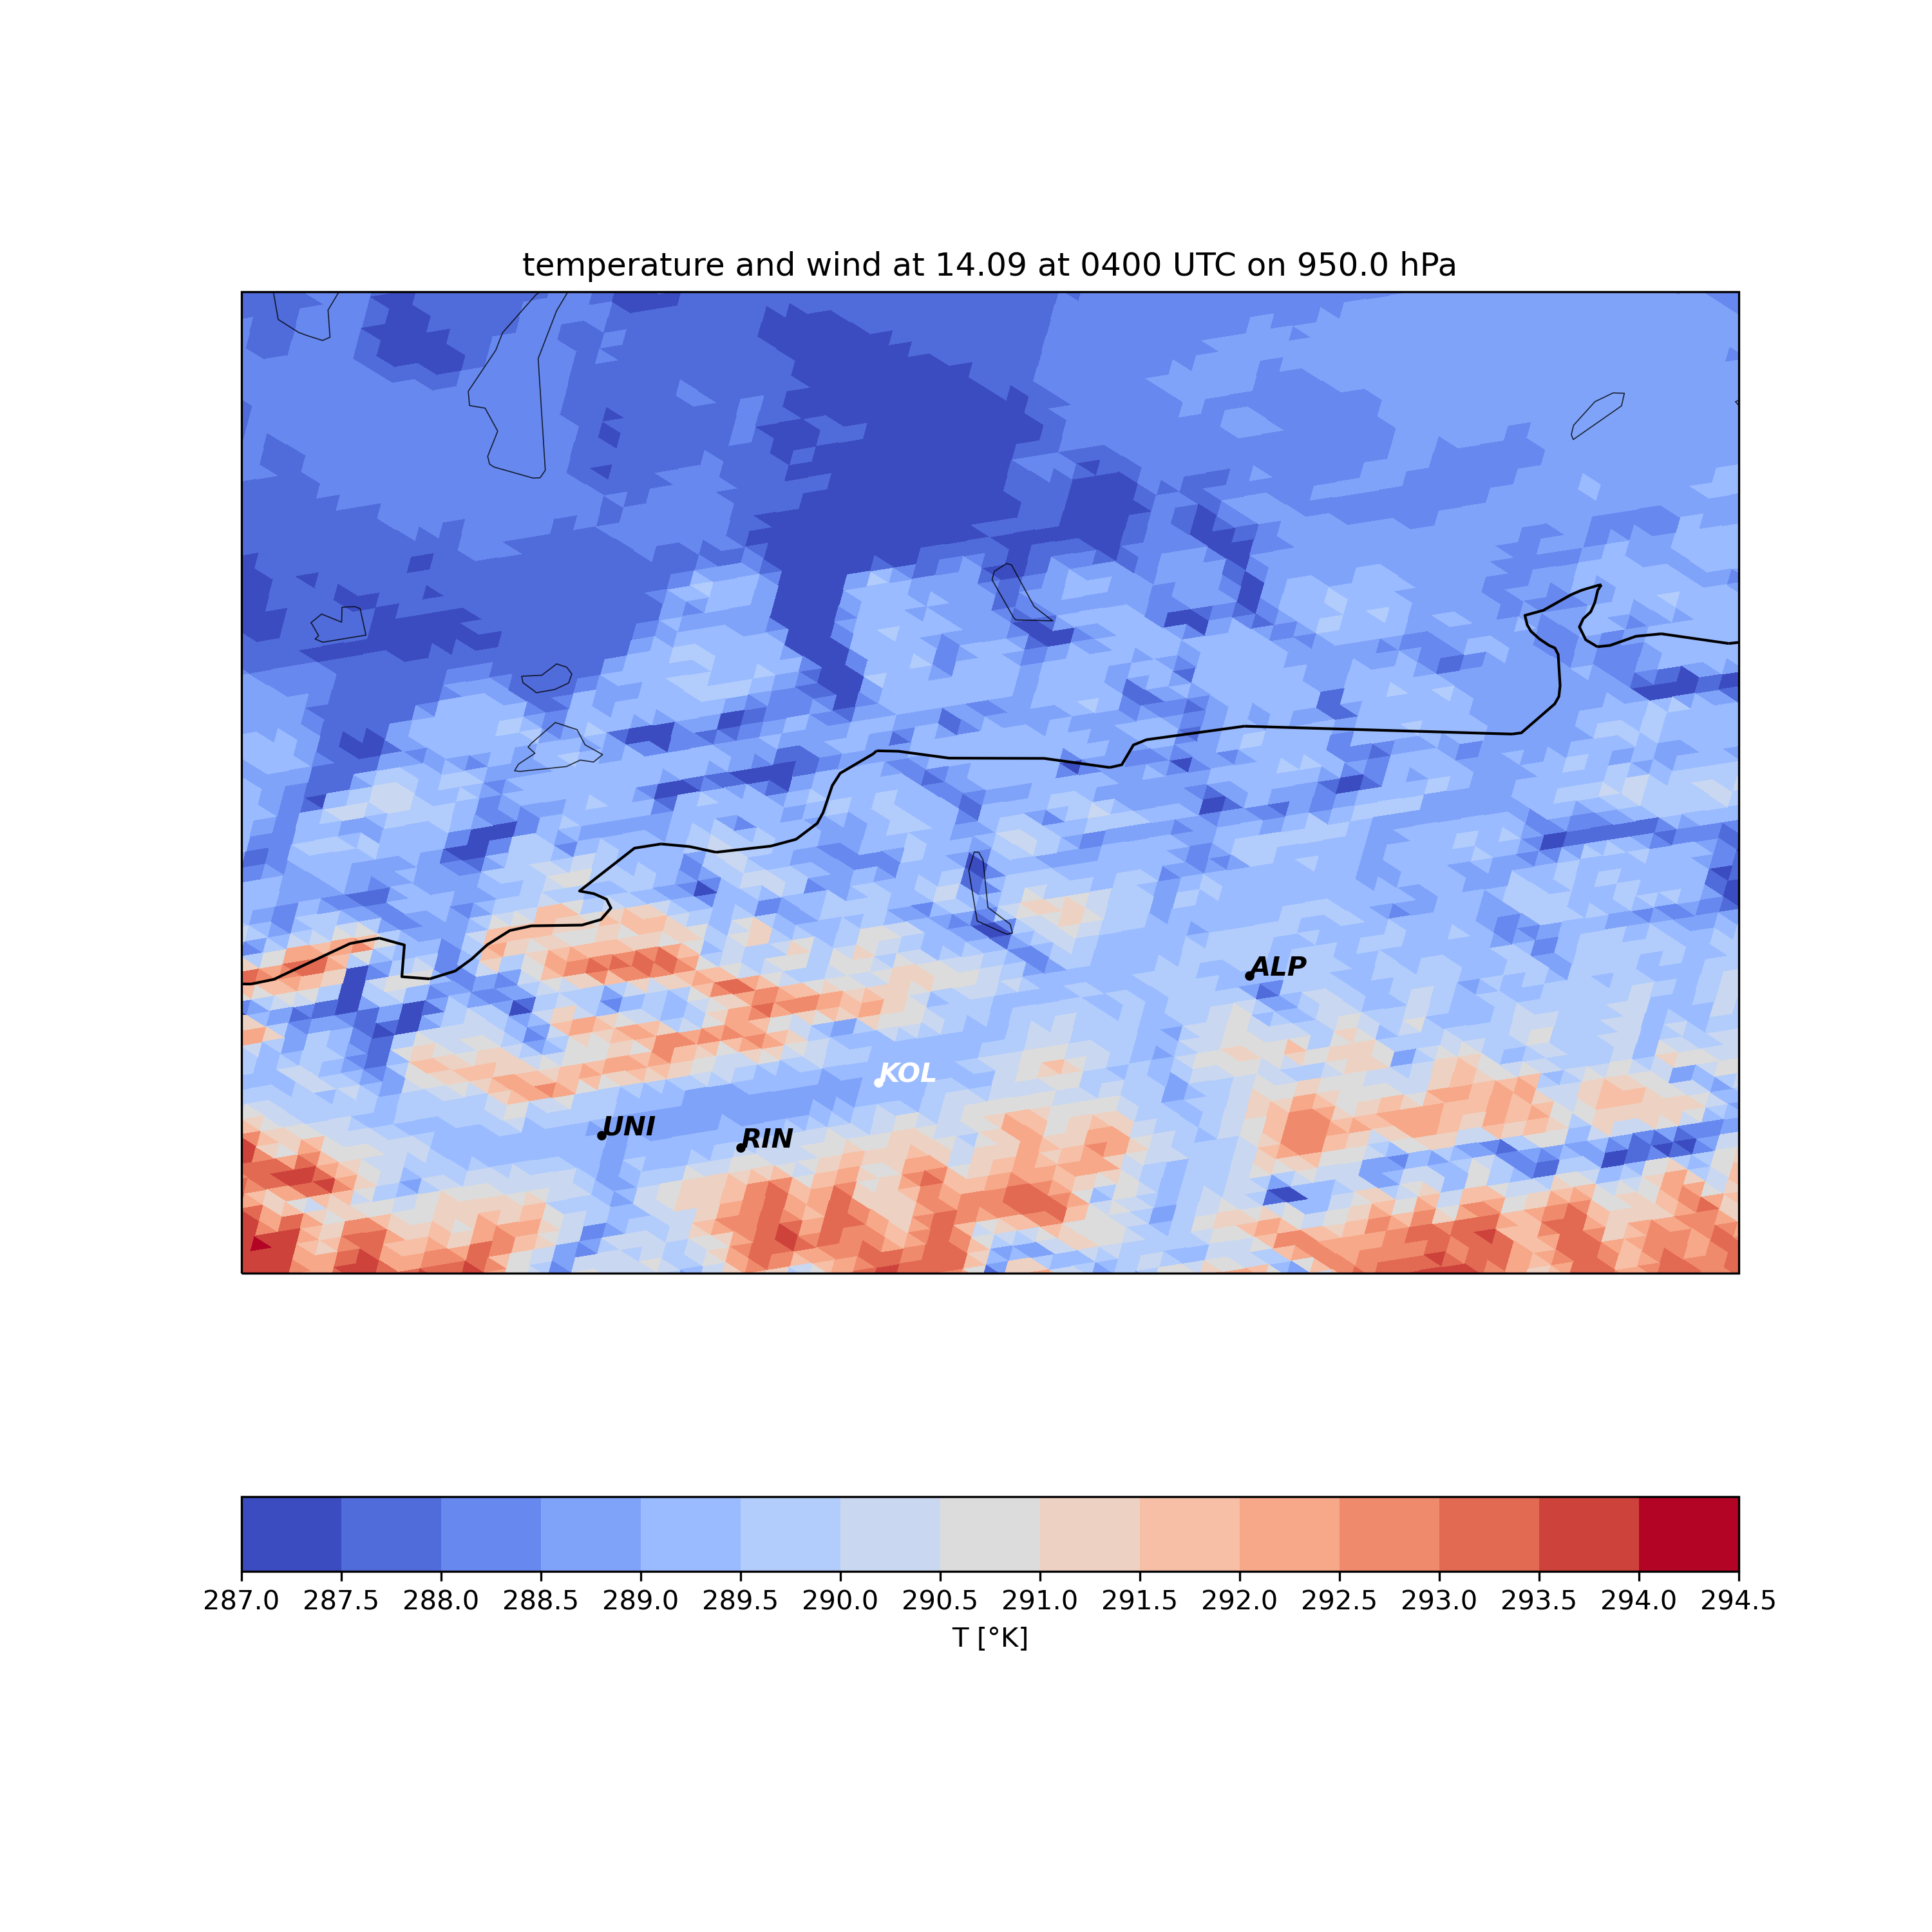 temperature and wind at 14.09 at 0400 UTC on 950.0 hPa
ALP
KOL
UNI
RIN
287.0 287.5 288.0 288.5 289.0 289.5 290.0 290.5 291.0 291.5 292.0 292.5 293.0 293.5 294.0 294.5
T [°K]